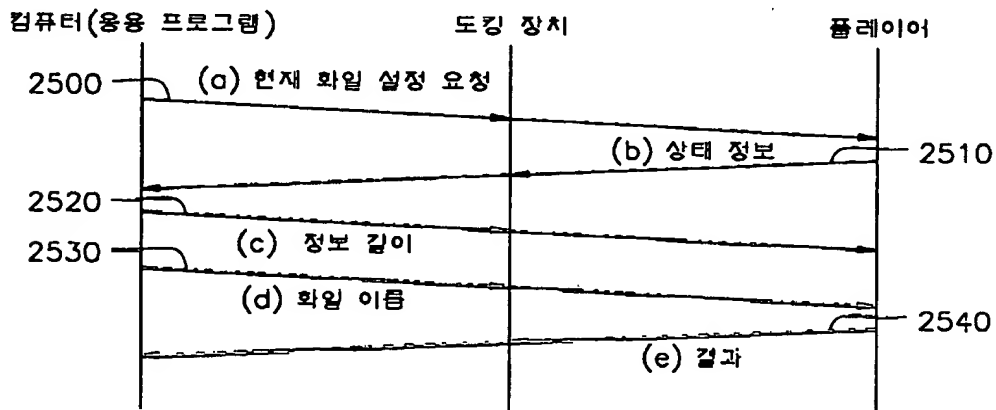 컴퓨터(응용 프로그램) 도킹 장치 플레이어
2500 (a) 현재 화일 설정 요청
(b) 상태 정보 2510
2520
(c) 정보 길이
2530
(d) 화일 이름
2540
(e) 결과